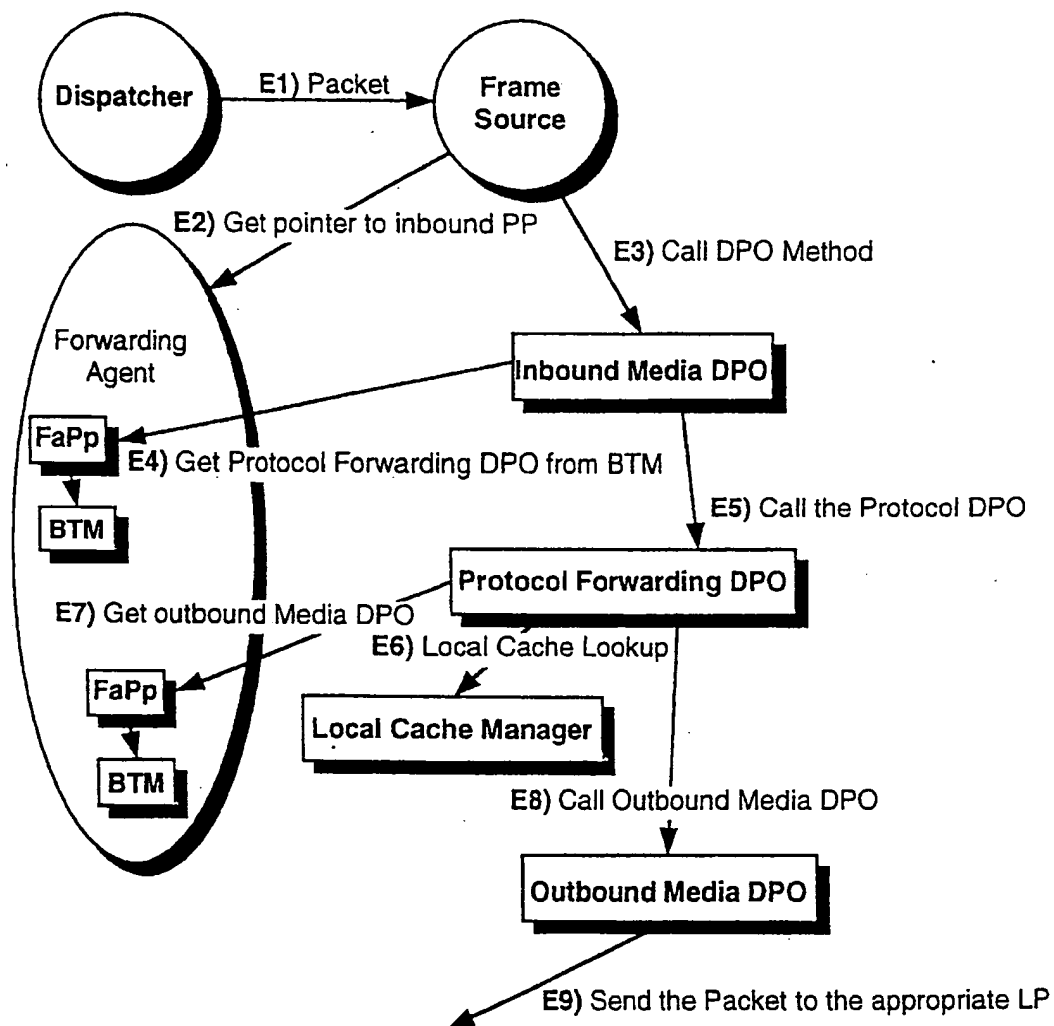 Dispatcher
E1) Packet
Frame
Source
E2) Get pointer to inbound PP
E3) Call DPO Method
Forwarding
Agent
Inbound Media DPO
FaPp
E4) Get Protocol Forwarding DPO from BTM
BTM
E5) Call the Protocol DPO
Protocol Forwarding DPO
E7) Get outbound Media DPO
E6) Local Cache Lookup
FaPp
Local Cache Manager
BTM
E8) Call Outbound Media DPO
Outbound Media DPO
E9) Send the Packet to the appropriate LP